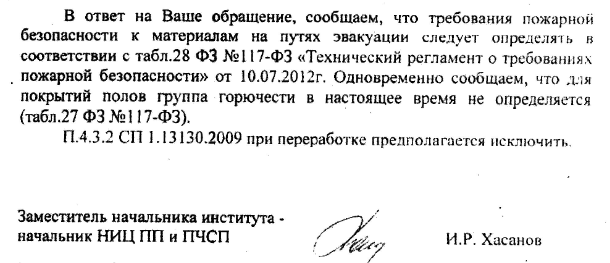 В ответ на Ваше обращение, сообщаем, что требования пожарной
безопасности к материалам на путях эвакуации следует определять в
соответствии с табл.28 ФЗ №117-ФЗ «Технический регламент о требованиях
пожарной безопасности» от 10.07.2012г. Одновременно сообщаем, что для
покрытий полов группа горючести в настоящее время не определяется
(табл.27 ФЗ №117-ФЗ).
П.4.3.2 СП 1.13130.2009 при переработке предполагается исключить.
Заместитель начальника института -
начальник НИЦ ПП и ПЧСП И.Р. Хасанов